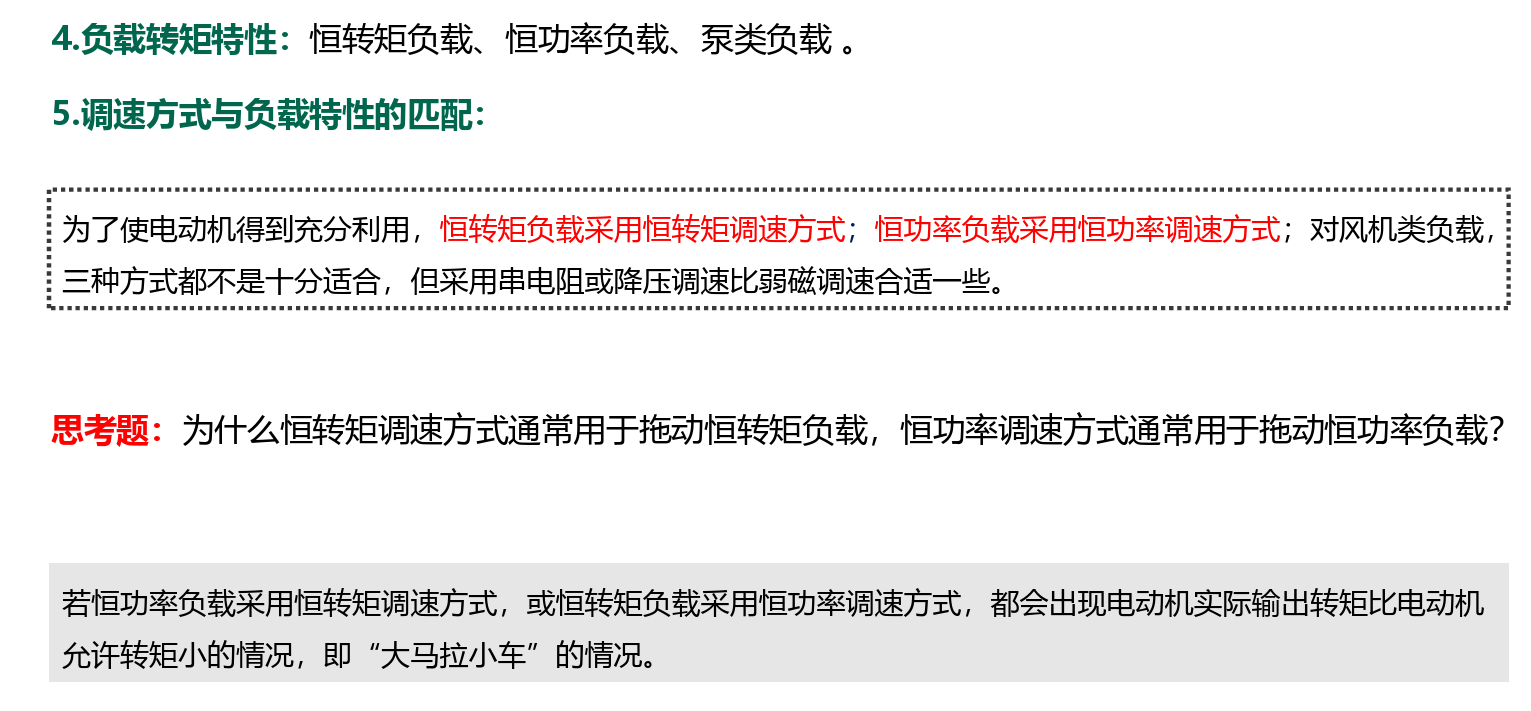 4.负载转矩特性：恒转矩负载、恒功率负载、泵类负载 。
5.调速方式与负载特性的匹配：
为了使电动机得到充分利用，恒转矩负载采用恒转矩调速方式；恒功率负载采用恒功率调速方式；对风机类负载，
三种方式都不是十分适合，但采用串电阻或降压调速比弱磁调速合适一些。
思考题：为什么恒转矩调速方式通常用于拖动恒转矩负载，恒功率调速方式通常用于拖动恒功率负载？
若恒功率负载采用恒转矩调速方式，或恒转矩负载采用恒功率调速方式，都会出现电动机实际输出转矩比电动机
允许转矩小的情况，即“大马拉小车”的情况。